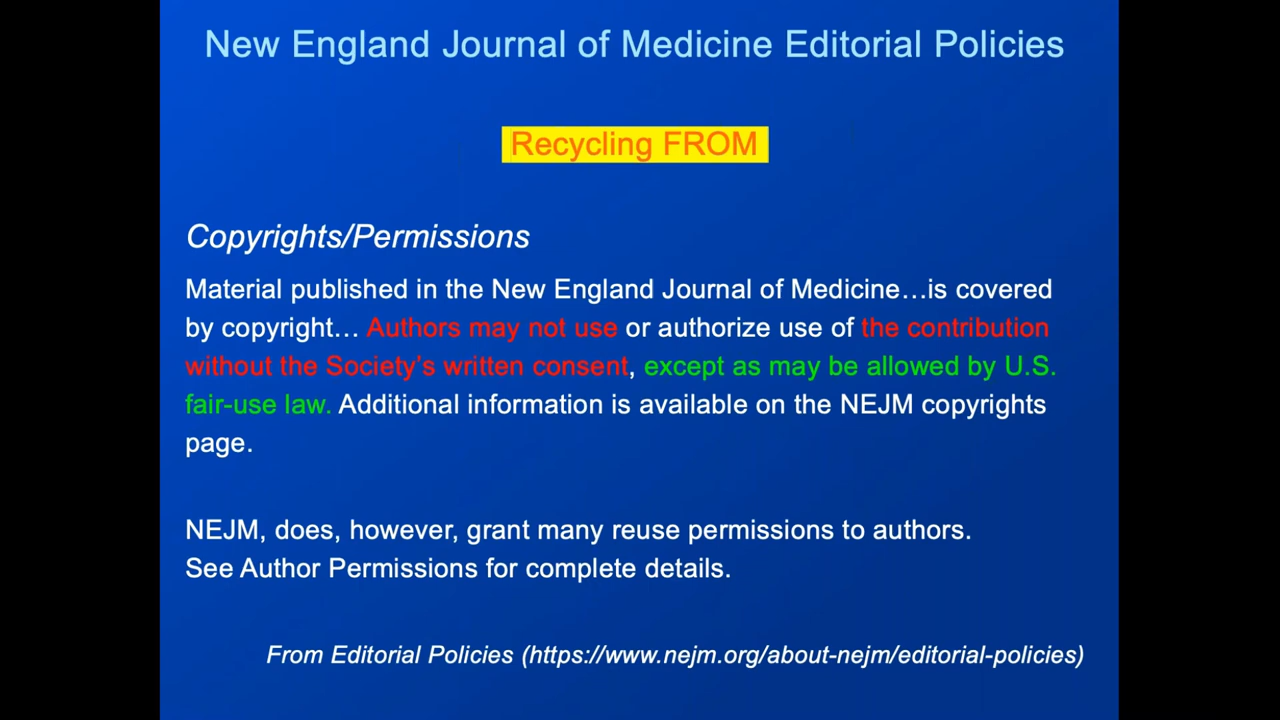 New England Journal of Medicine Editorial Policies
Recycling FROM
Copyrights/Permissions
Material published in the New England Journal of Medicine…is covered
by copyright… Authors may not use or authorize use of the contribution
without the Society's written consent, except as may be allowed by U.S.
fair-use law. Additional information is available on the NEJM copyrights
page.
NEJM, does, however, grant many reuse permissions to authors.
See Author Permissions for complete details.
From Editorial Policies (https://www.nejm.org/about-nejm/editorial-policies)